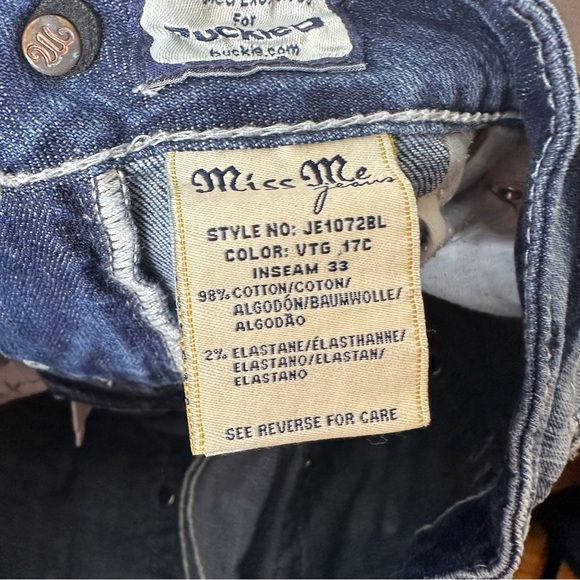 For
BUCKLE
buckle.com
Miss Me
jeans
STYLE NO: JE1072BL
COLOR: VTG 17C
INSEAM 33
98% COTTON/COTON/
ALGODÓN/BAUMWOLLE/
ALGODÃO
2% ELASTANE/ÉLASTHANNE/
ELASTANO/ELASTAN/
ELASTANO
SEE REVERSE FOR CARE